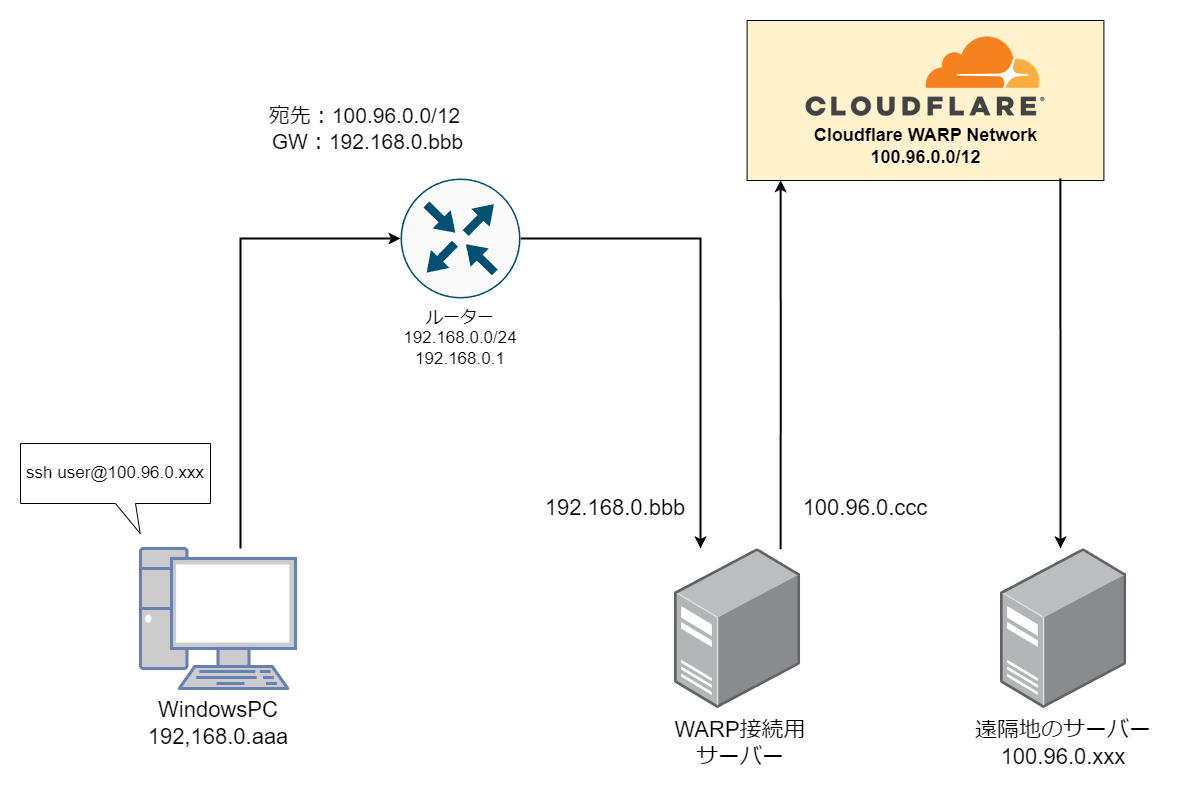 CLOUDFLARE®
Cloudflare WARP Network
100.96.0.0/12
宛先：100.96.0.0/12
GW：192.168.0.bbb
ルーター
192.168.0.0/24
192.168.0.1
ssh user@100.96.0.xxx
192.168.0.bbb
100.96.0.ccc
WindowsPC
192,168.0.aaa
WARP接続用
サーバー
遠隔地のサーバー
100.96.0.xxx